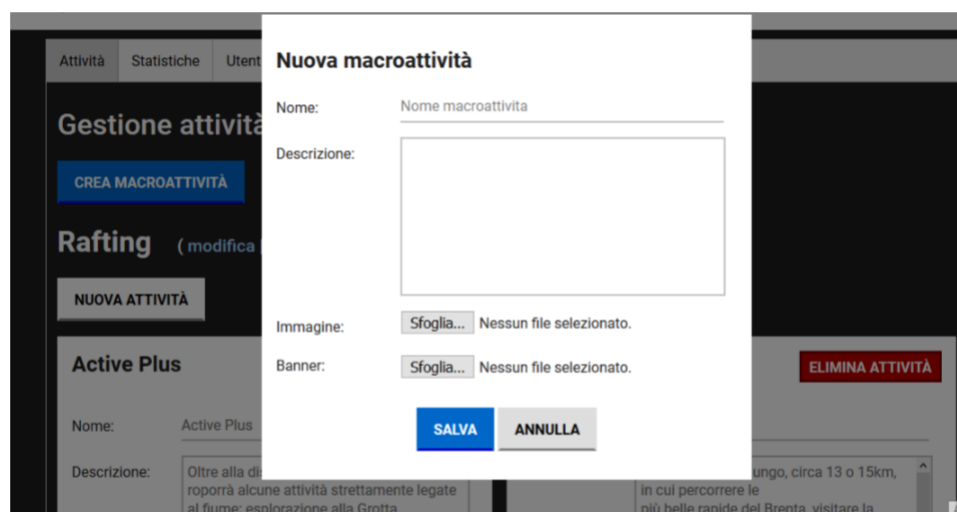 Attività Statistiche Utent
Gestione attività
CREA MACROATTIVITÀ
Rafting ( modifica |
NUOVA ATTIVITÀ
Active Plus
ELIMINA ATTIVITÀ
Nome: Active Plus
Descrizione: Oltre alla di
roporrà alcune attività strettamente legate
al fiume: esplorazione alla Grotta
ungo, circa 13 o 15km,
in cui percorrere le
più belle rapide del Brenta, visitare la
Nuova macroattività
Nome: Nome macroattivita
Descrizione:
Immagine: Sfoglia... Nessun file selezionato.
Banner: Sfoglia... Nessun file selezionato.
SALVA ANNULLA